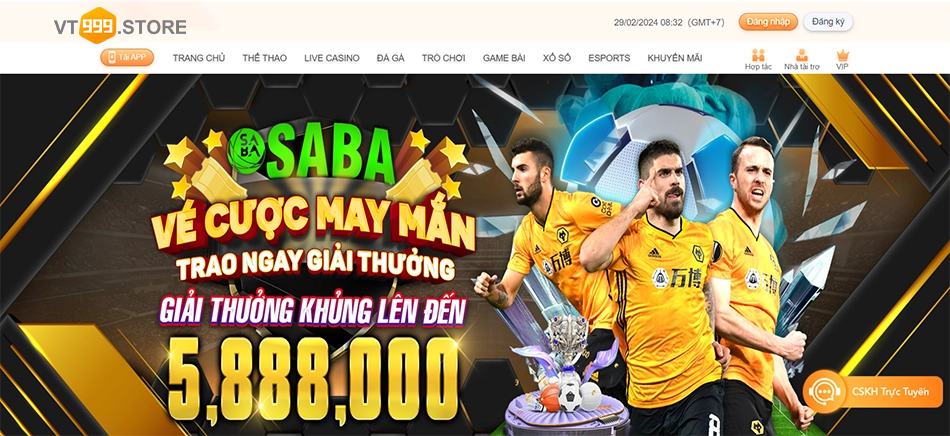 VT999.STORE
29/02/2024 08:32 (GMT+7)
Đăng nhập
Đăng ký
Tải APP
TRANG CHỦ THỂ THAO LIVE CASINO ĐÁ GÀ TRÒ CHƠI GAME BÀI XỔ SỐ ESPORTS KHUYẾN MÃI
Hợp tác
Nhà tài trợ
VIP
SABA
SABA
VÉ CƯỢC MAY MẮN
TRAO NGAY GIẢI THƯỞNG
GIẢI THƯỞNG KHỦNG LÊN ĐẾN
5,888,000
万博
万博
万博
CSKH Trực Tuyến